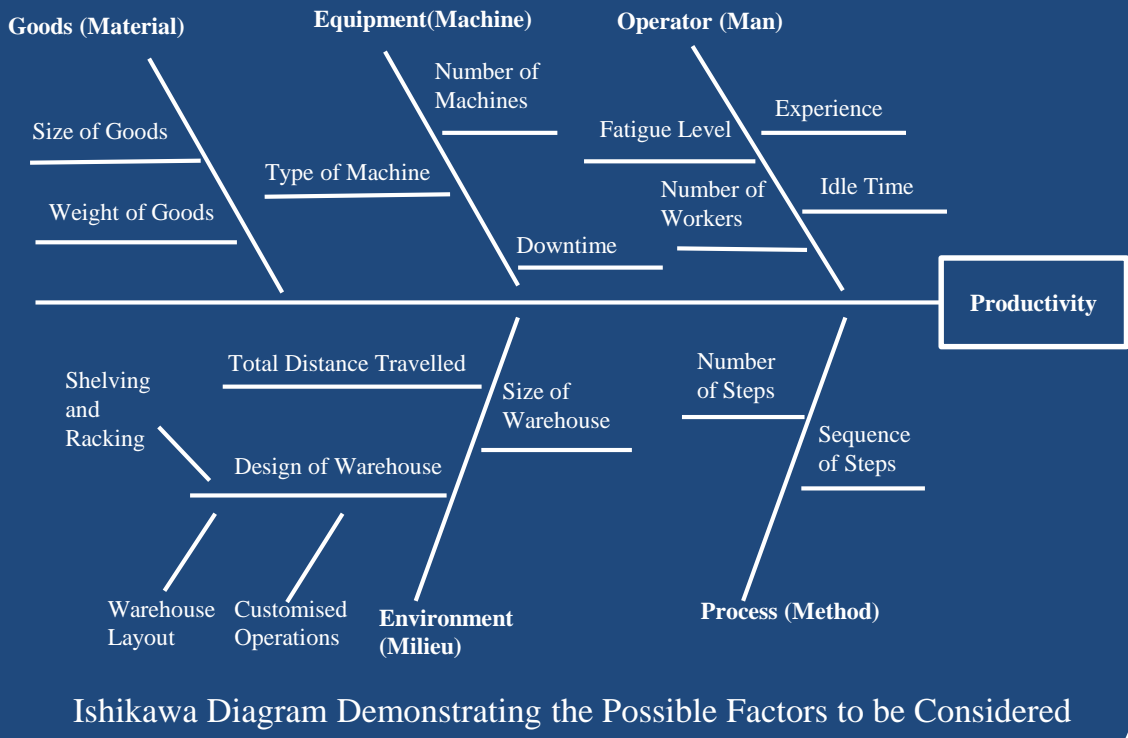 Goods (Material)
Equipment(Machine)
Operator (Man)
Number of
Machines
Experience
Size of Goods
Fatigue Level
Type of Machine
Number of
Workers
Idle Time
Weight of Goods
Downtime
Productivity
Total Distance Travelled
Number
of Steps
Shelving
and
Racking
Size of
Warehouse
Sequence
of Steps
Design of Warehouse
Warehouse
Layout
Customised
Operations
Environment
(Milieu)
Process (Method)
Ishikawa Diagram Demonstrating the Possible Factors to be Considered